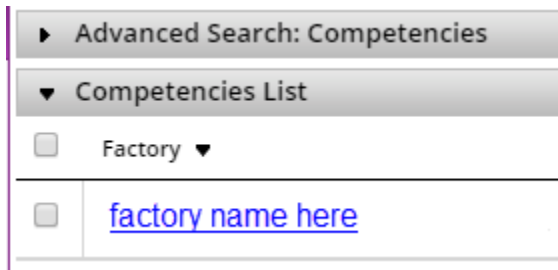 Advanced Search: Competencies
Competencies List
Factory
factory name here